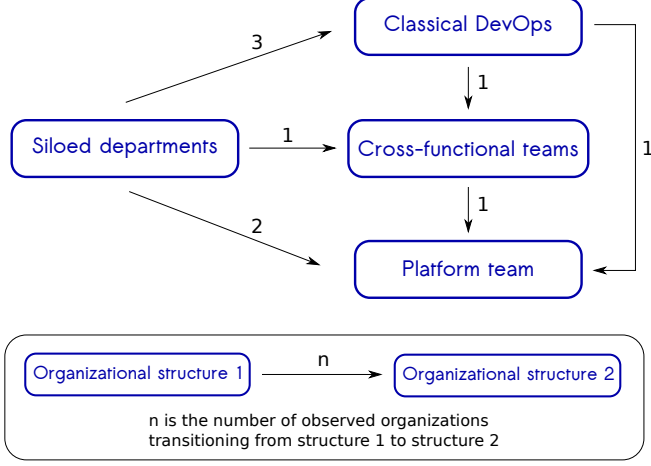 Classical DevOps
3
1
Siloed departments
1
Cross-functional teams
1
1
2
Platform team
Organizational structure 1
n
Organizational structure 2
n is the number of observed organizations
transitioning from structure 1 to structure 2